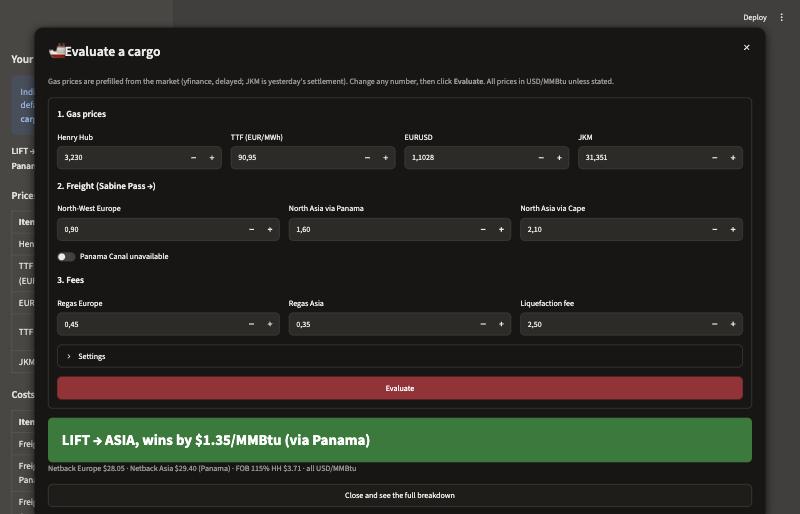 Deploy
Evaluate a cargo
Gas prices are prefilled from the market (yfinance, delayed; JKM is yesterday's settlement). Change any number, then click Evaluate. All prices in USD/MMBtu unless stated.
1. Gas prices
Henry Hub TTF (EUR/MWh) EURUSD JKM
3,230 − + 90,95 − + 1,1028 − + 31,351 − +
2. Freight (Sabine Pass →)
North-West Europe North Asia via Panama North Asia via Cape
0,90 − + 1,60 − + 2,10 − +
Panama Canal unavailable
3. Fees
Regas Europe Regas Asia Liquefaction fee
0,45 − + 0,35 − + 2,50 − +
Settings
Evaluate
LIFT → ASIA, wins by $1.35/MMBtu (via Panama)
Netback Europe $28.05 · Netback Asia $29.40 (Panama) · FOB 115% HH $3.71 · all USD/MMBtu
Close and see the full breakdown
Your
LIFT →
Costs